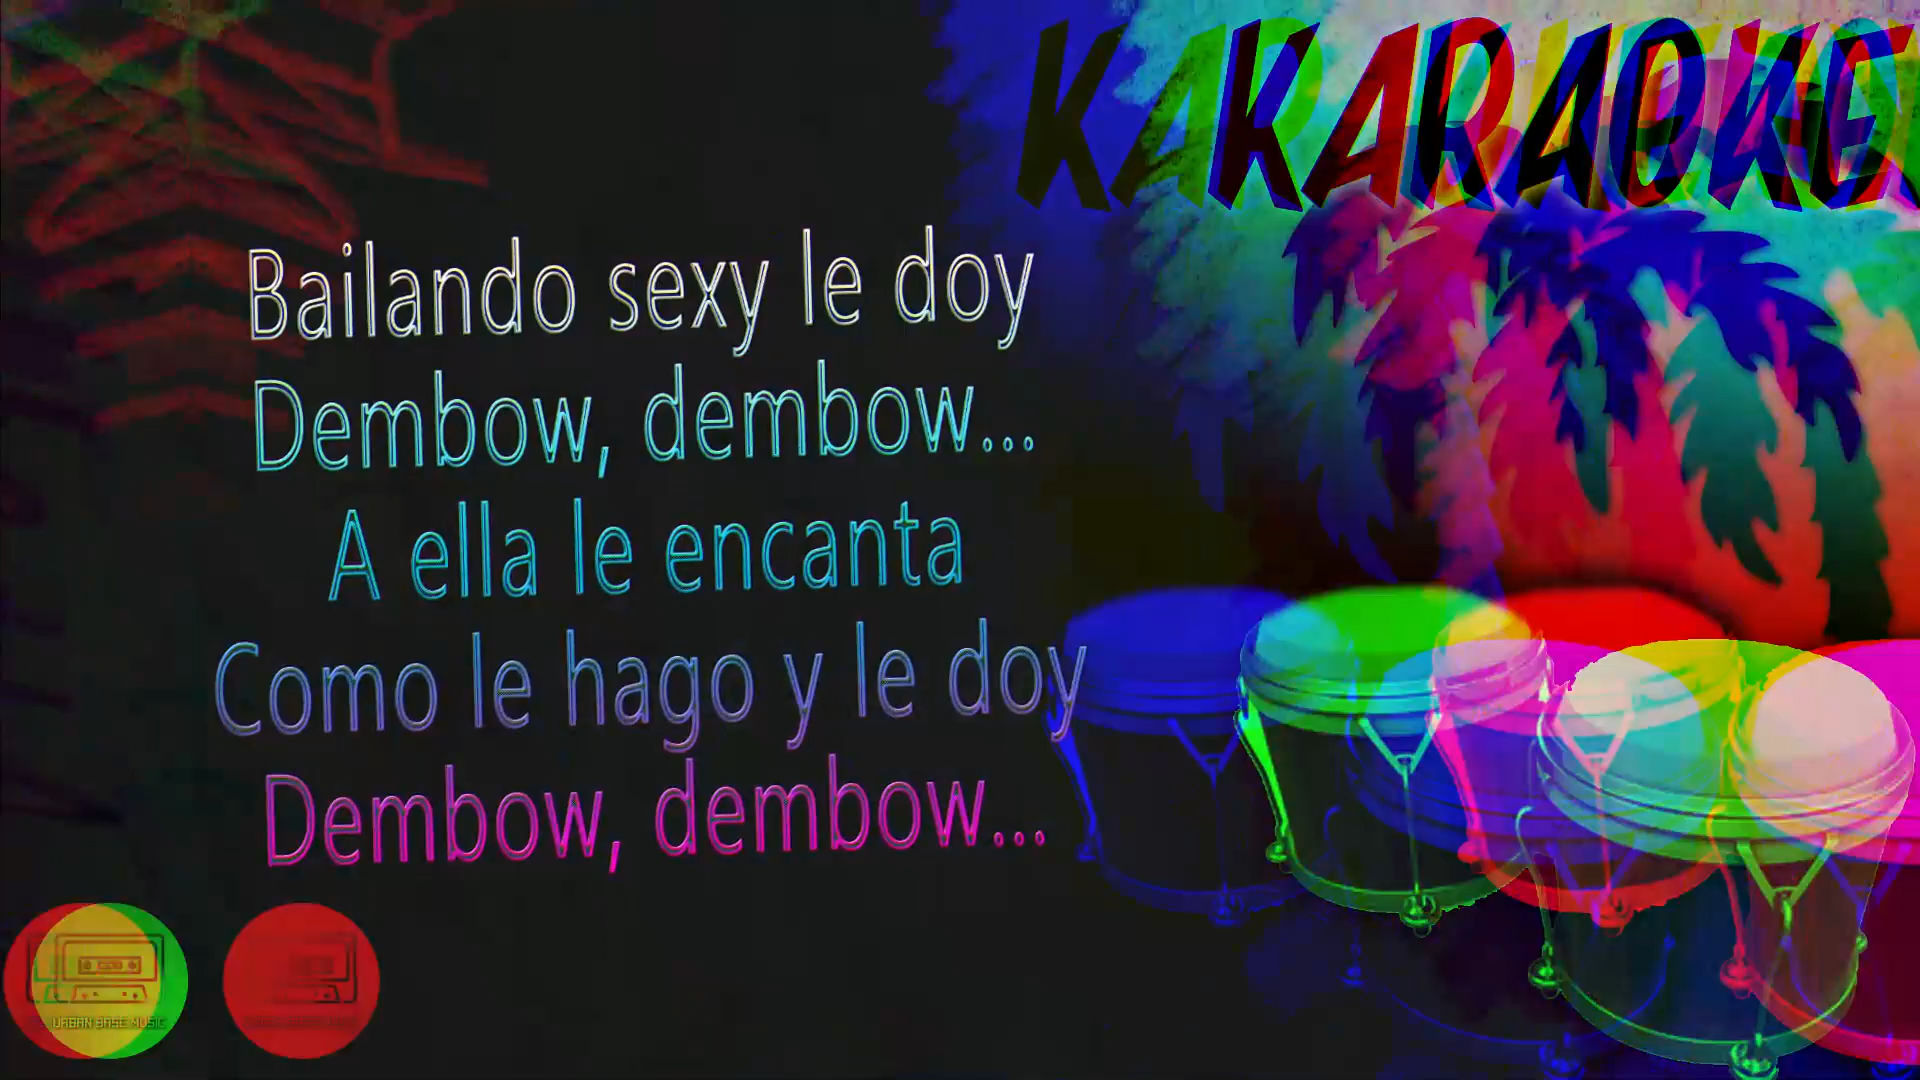 KARAOKE
Bailando sexy le doy
Dembow, dembow...
A ella le encanta
Como le hago y le doy
Dembow, dembow...
URBAN BASE MUSIC